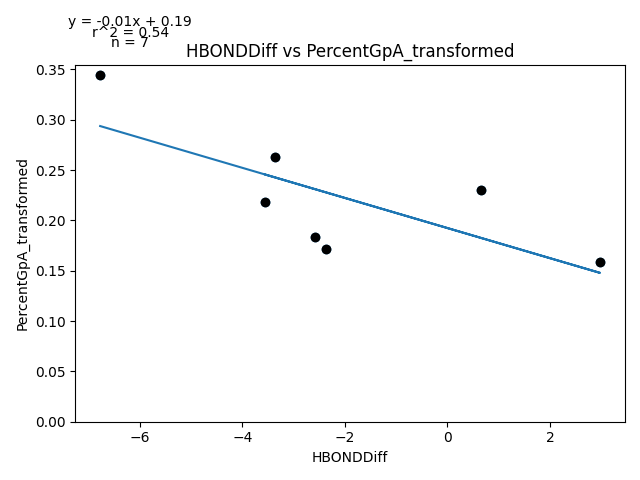 y = -0.01x + 0.19
r^2 = 0.54
n = 7
HBONDDiff vs PercentGpA_transformed
PercentGpA_transformed
0.35
0.30
0.25
0.20
0.15
0.10
0.05
0.00
−6 −4 −2 0 2
HBONDDiff